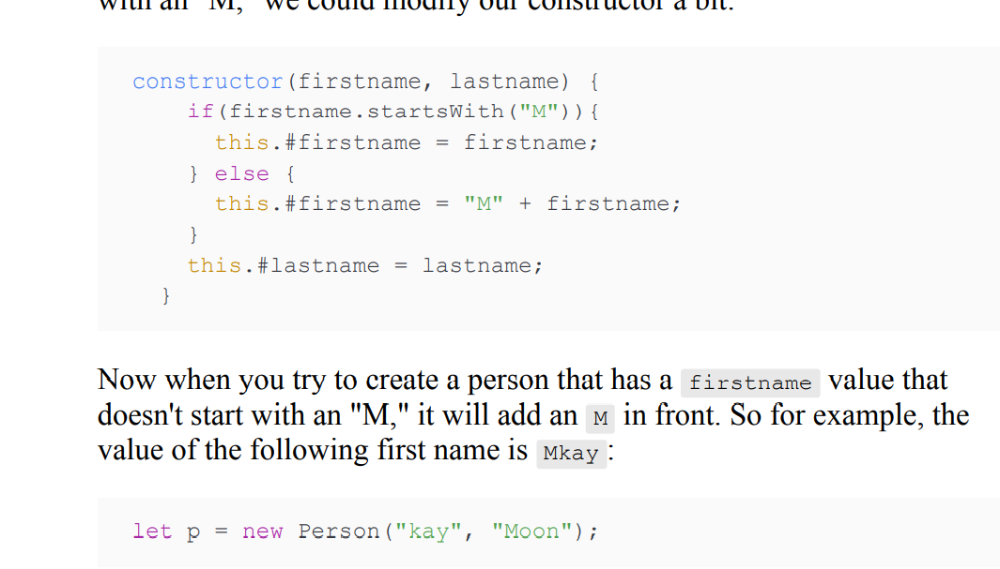 with an "M," we could modify our constructor a bit:
constructor(firstname, lastname) {
if(firstname.startsWith("M")){
this.#firstname = firstname;
} else {
this.#firstname = "M" + firstname;
}
this.#lastname = lastname;
}
Now when you try to create a person that has a firstname value that
doesn't start with an "M," it will add an M in front. So for example, the
value of the following first name is Mkay:
let p = new Person("kay", "Moon");